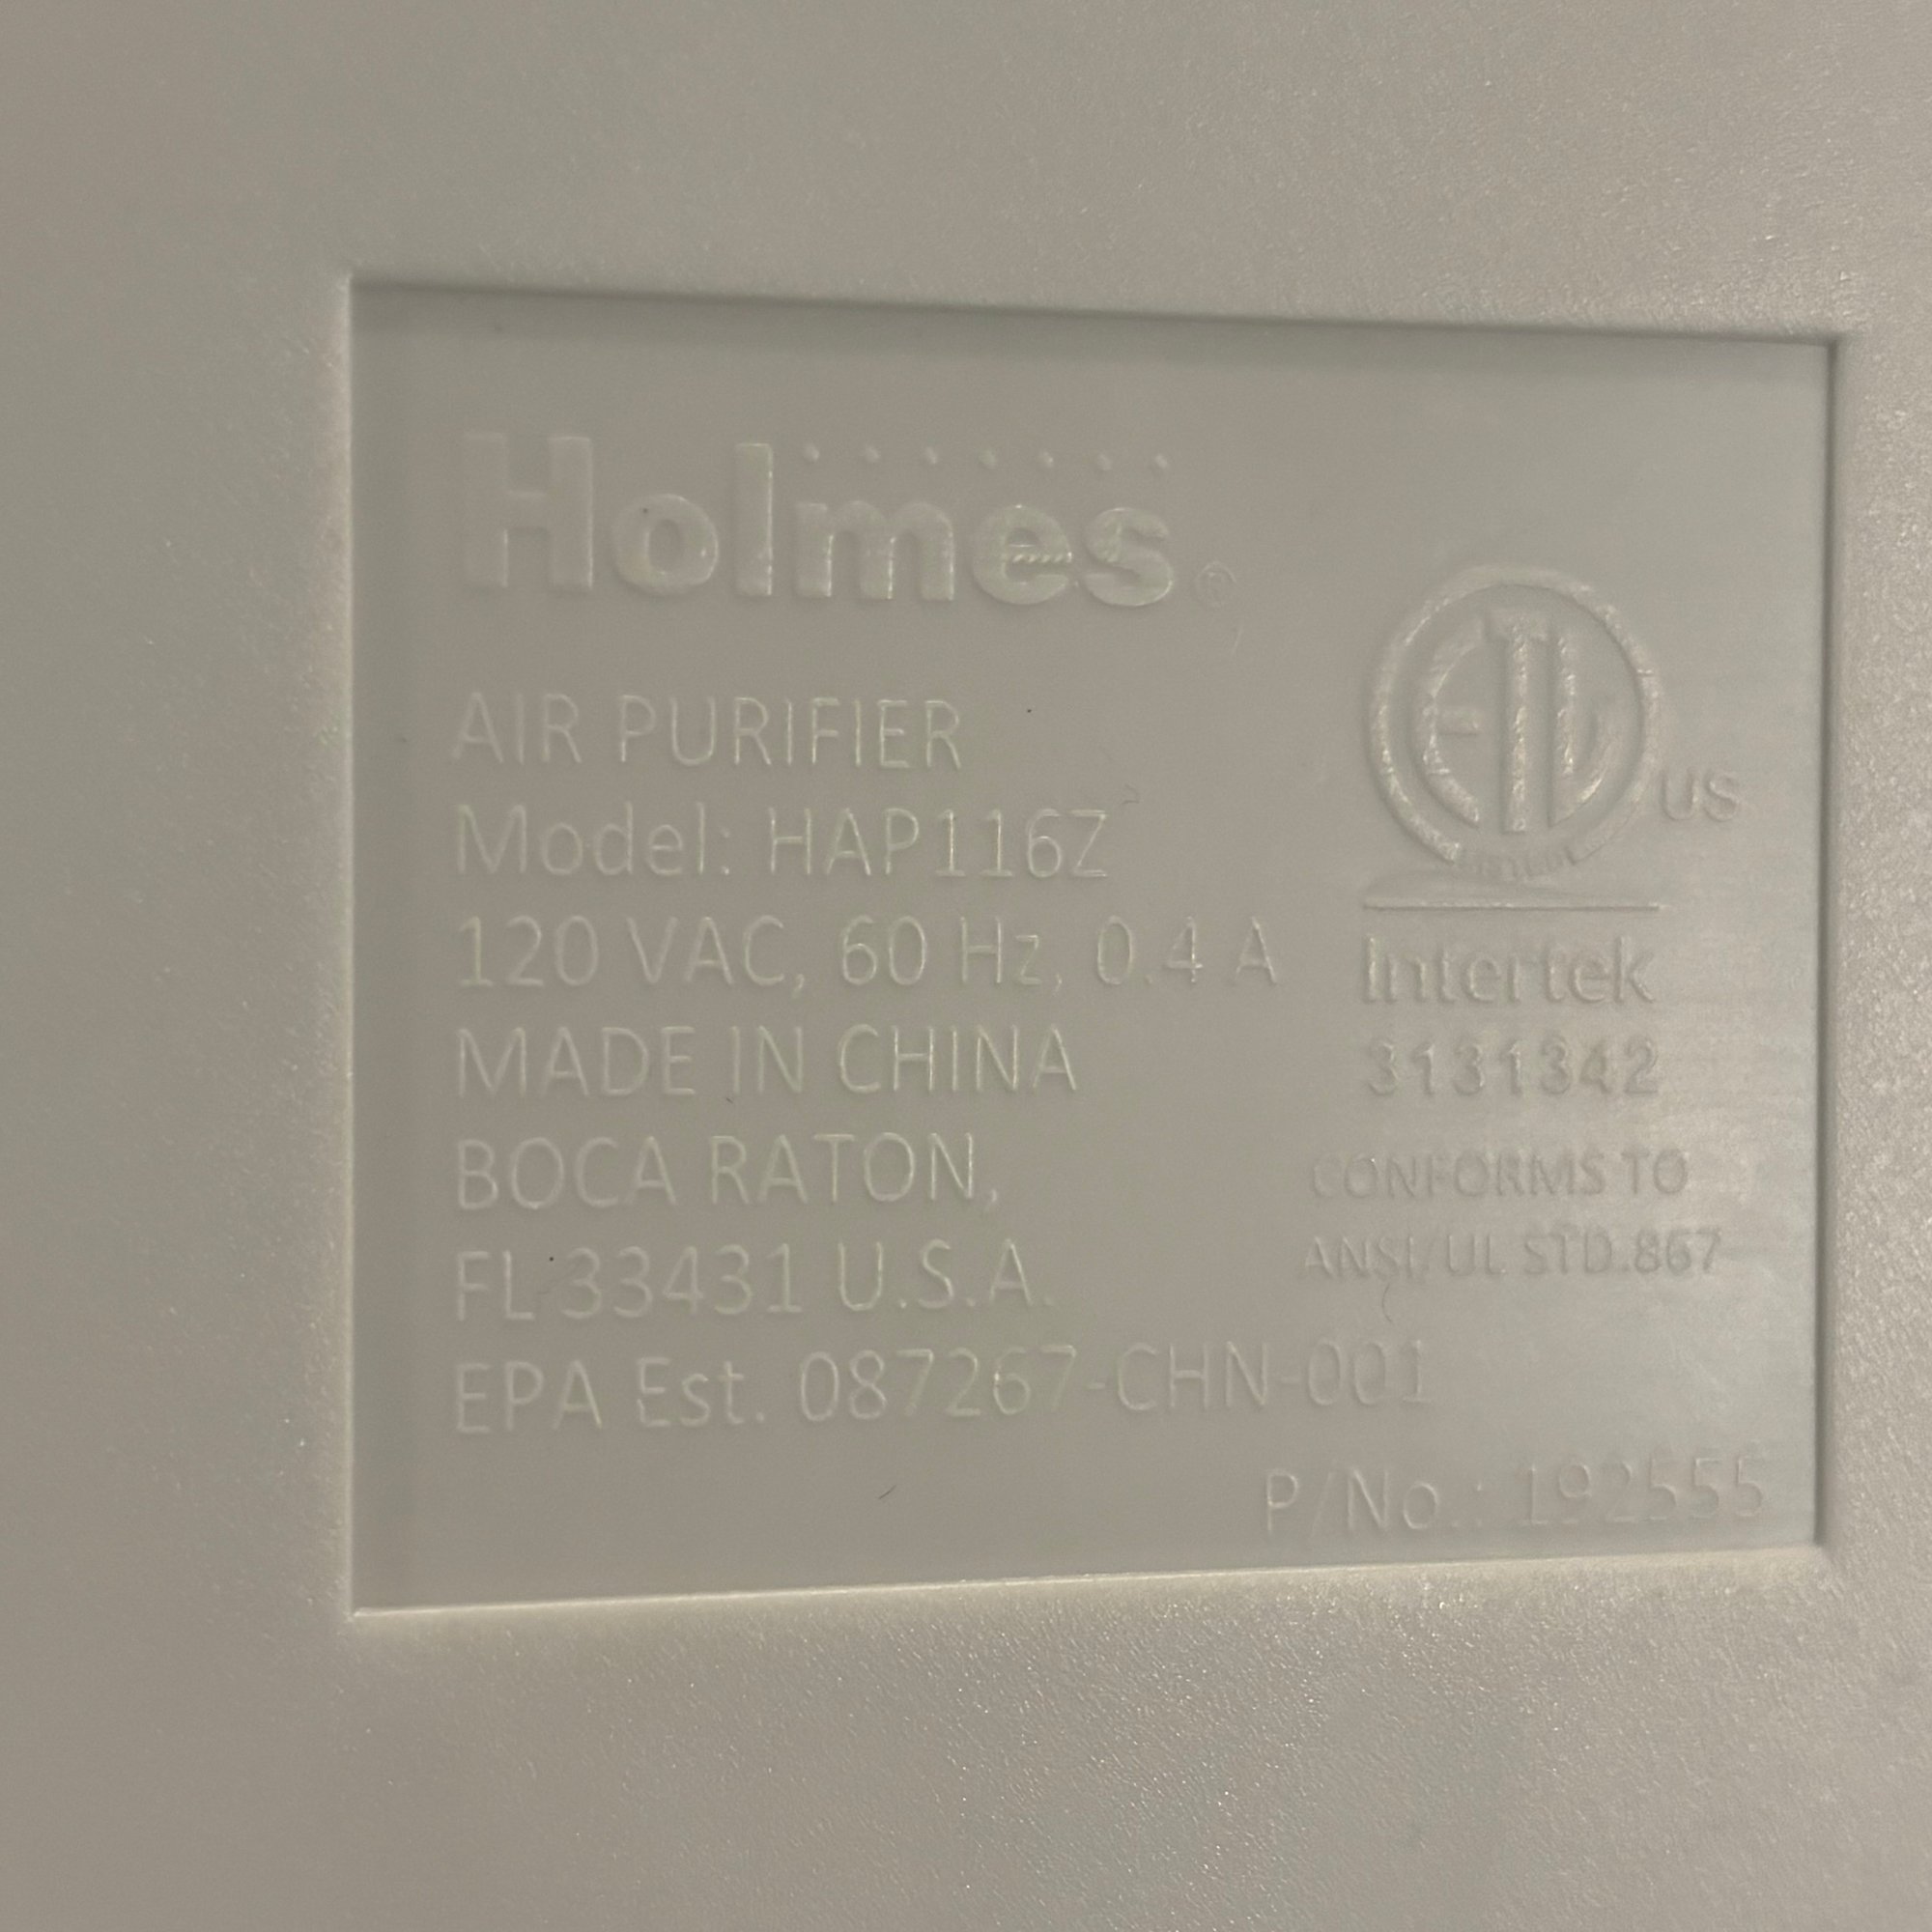 Holmes®
AIR PURIFIER
Model: HAP116Z
120 VAC, 60 Hz, 0.4 A
MADE IN CHINA
BOCA RATON,
FL 33431 U.S.A.
EPA Est. 087267-CHN-001
P/No.: 192555
ETL
US
Intertek
3131342
CONFORMS TO
ANSI/UL STD.867